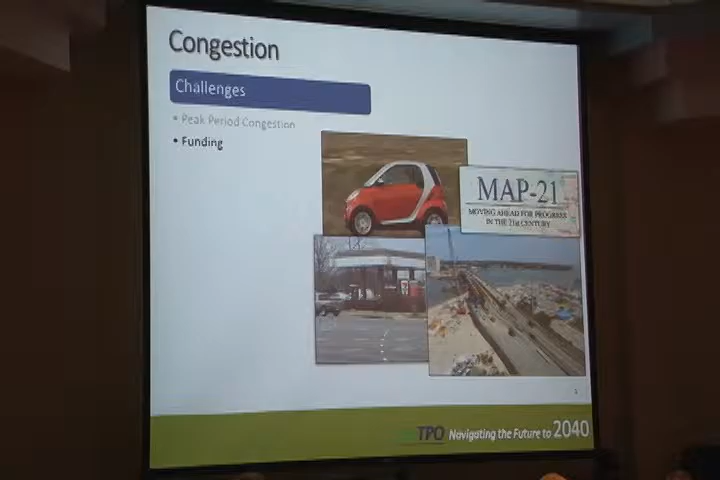 Congestion
Challenges
• Peak Period Congestion
• Funding
MAP-21
MOVING AHEAD FOR PROGRESS
IN THE 21st CENTURY
TPO Navigating the Future to 2040